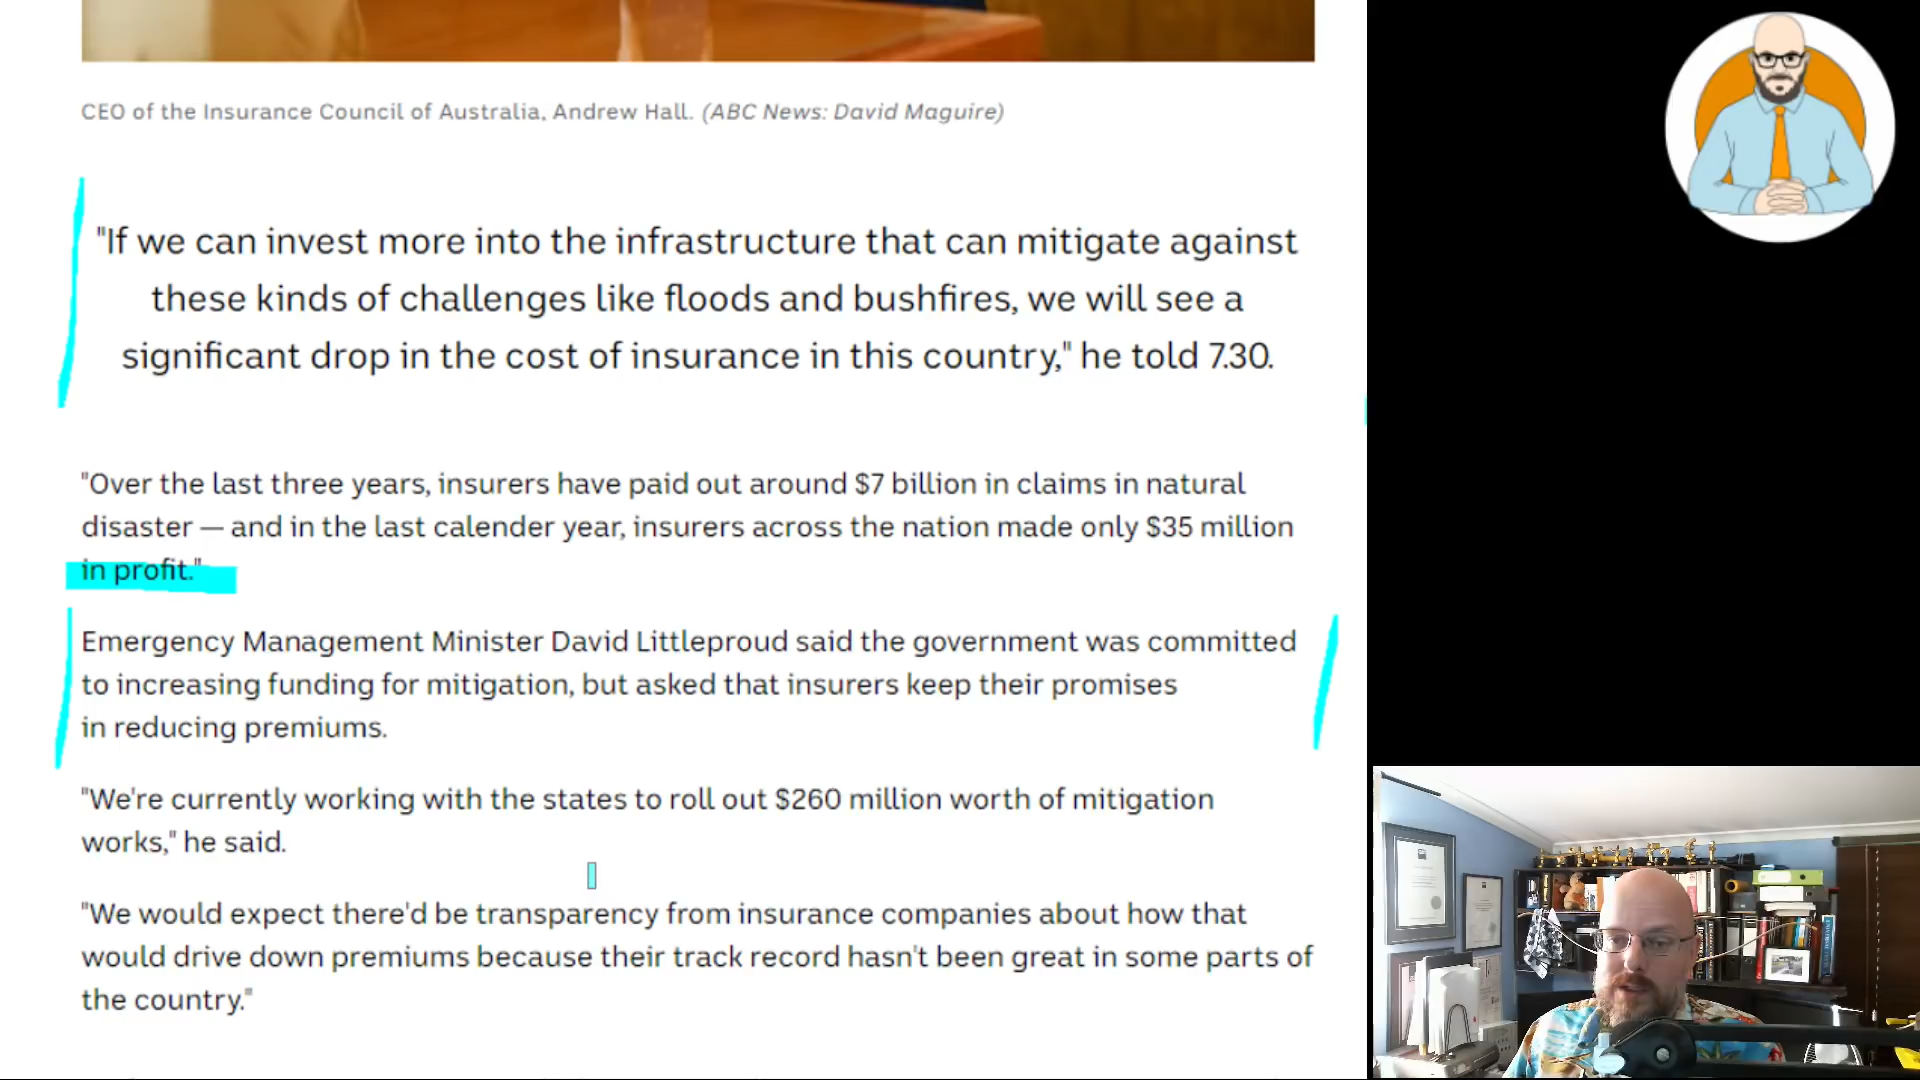 CEO of the Insurance Council of Australia, Andrew Hall. (ABC News: David Maguire)
"If we can invest more into the infrastructure that can mitigate against
these kinds of challenges like floods and bushfires, we will see a
significant drop in the cost of insurance in this country," he told 7.30.
"Over the last three years, insurers have paid out around $7 billion in claims in natural
disaster — and in the last calender year, insurers across the nation made only $35 million
in profit."
Emergency Management Minister David Littleproud said the government was committed
to increasing funding for mitigation, but asked that insurers keep their promises
in reducing premiums.
"We're currently working with the states to roll out $260 million worth of mitigation
works," he said.
"We would expect there'd be transparency from insurance companies about how that
would drive down premiums because their track record hasn't been great in some parts of
the country."